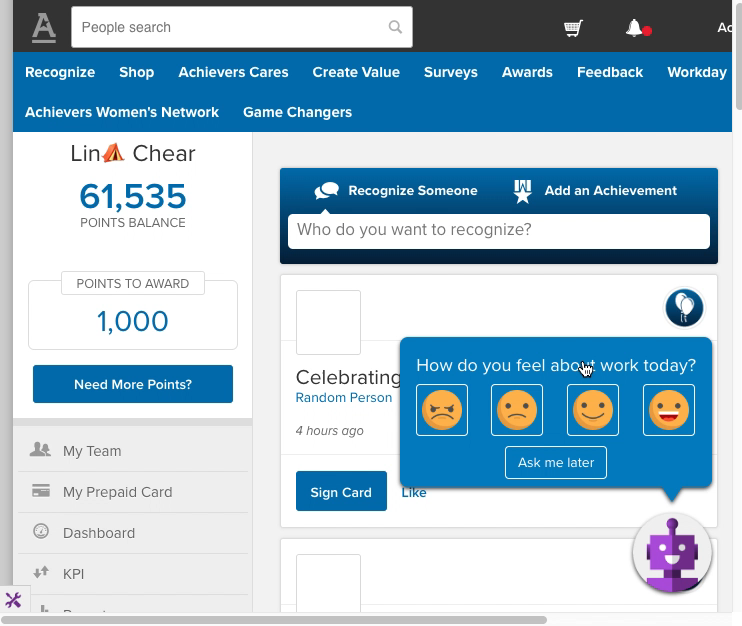 People search
Ac
Recognize Shop Achievers Cares Create Value Surveys Awards Feedback Workday
Achievers Women's Network Game Changers
Lin Chear
61,535
POINTS BALANCE
POINTS TO AWARD
1,000
Need More Points?
My Team
My Prepaid Card
Dashboard
KPI
Recognize Someone Add an Achievement
Who do you want to recognize?
Celebrating
Random Person
4 hours ago
Sign Card Like
How do you feel about work today?
Ask me later